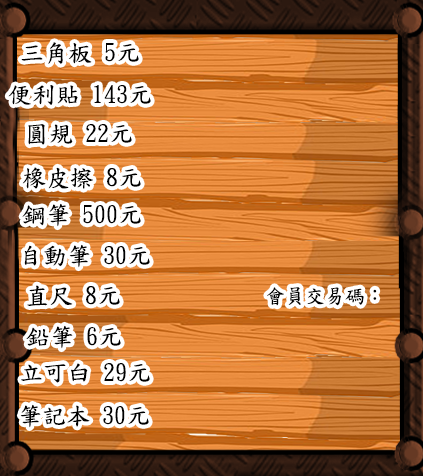 三角板 5元
便利貼 143元
圓規 22元
橡皮擦 8元
鋼筆 500元
自動筆 30元
直尺 8元
會員交易碼：
鉛筆 6元
立可白 29元
筆記本 30元